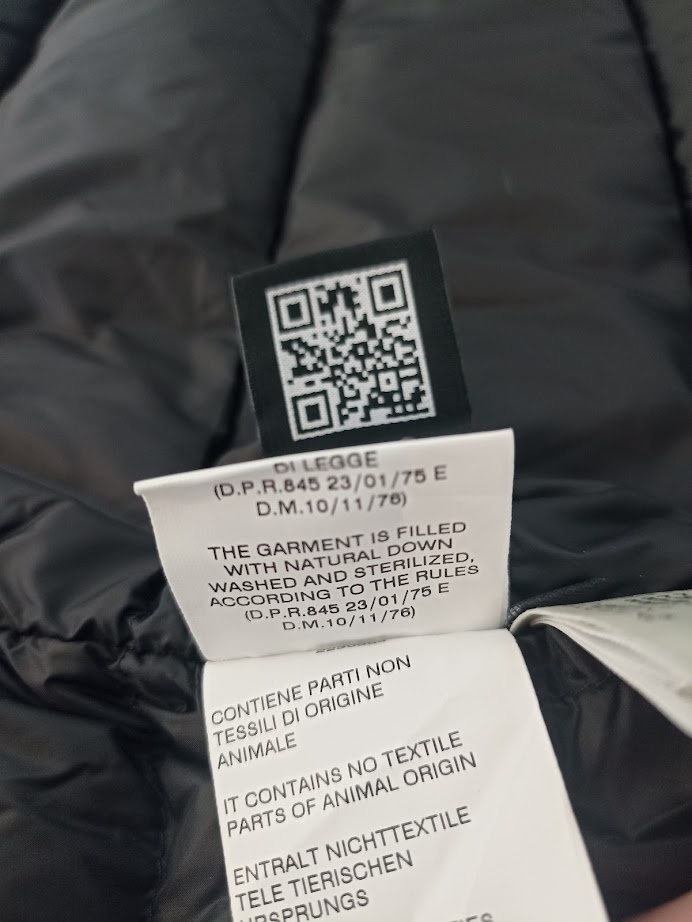 DI LEGGE
(D.P.R.845 23/01/75 E
D.M.10/11/76)
THE GARMENT IS FILLED
WITH NATURAL DOWN
WASHED AND STERILIZED,
ACCORDING TO THE RULES
(D.P.R.845 23/01/75 E
D.M.10/11/76)
CONTIENE PARTI NON
TESSILI DI ORIGINE
ANIMALE
IT CONTAINS NO TEXTILE
PARTS OF ANIMAL ORIGIN
ENTRALT NICHTTEXTILE
TELE TIERISCHEN
URSPRUNGS